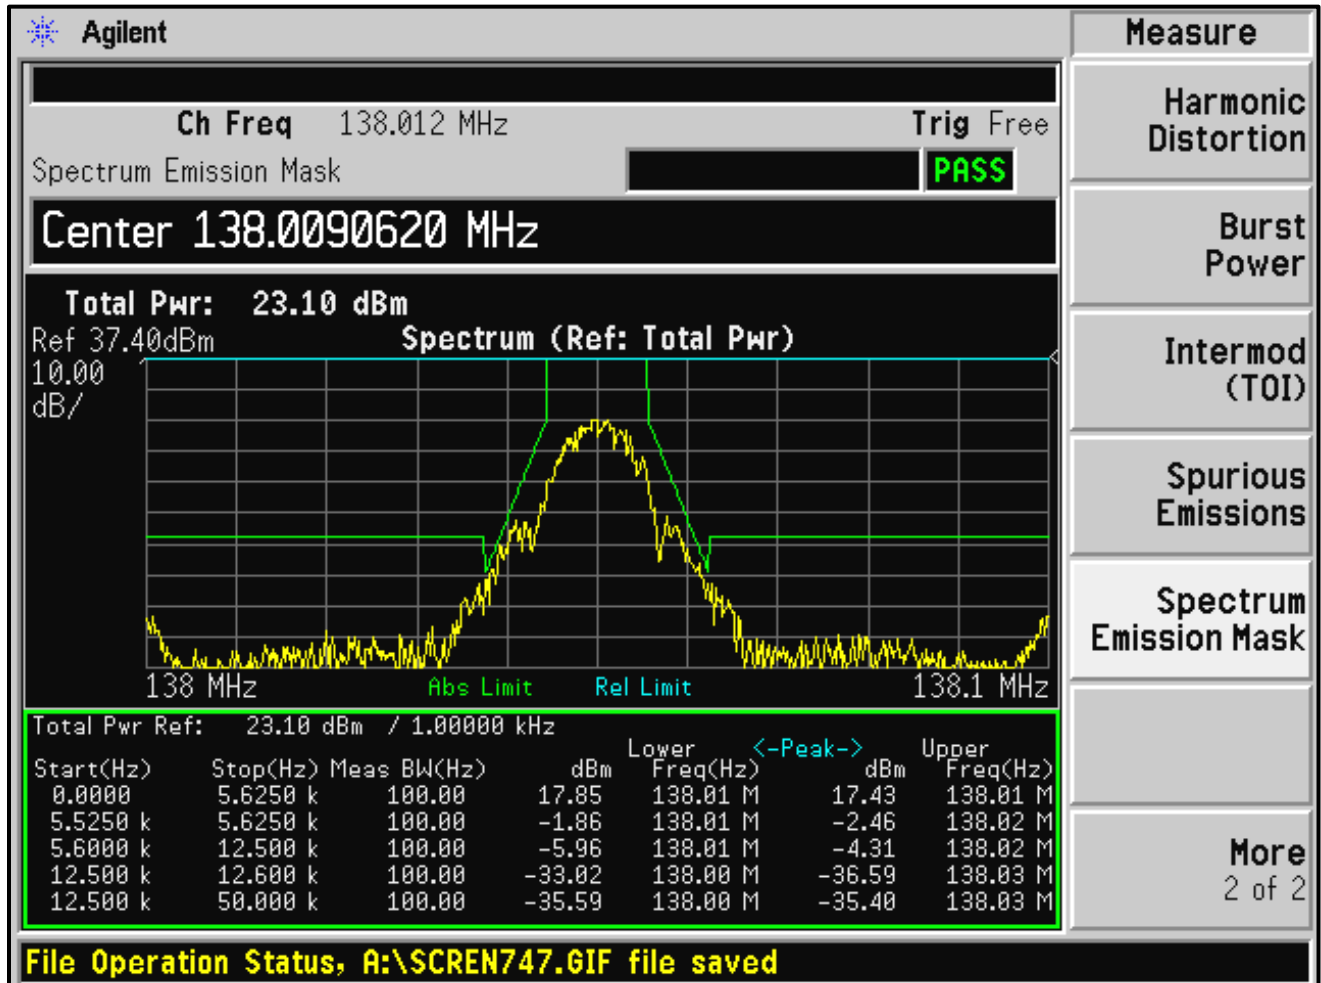 Agilent
Measure
Ch Freq 138.012 MHz Trig Free
Spectrum Emission Mask PASS
Center 138.0090620 MHz
Total Pwr: 23.10 dBm
Ref 37.40dBm Spectrum (Ref: Total Pwr)
10.00
dB/
138 MHz Abs Limit Rel Limit 138.1 MHz
Total Pwr Ref: 23.10 dBm / 1.00000 kHz
Lower <-Peak-> Upper
Start(Hz) Stop(Hz) Meas BW(Hz) dBm Freq(Hz) dBm Freq(Hz)
0.0000 5.6250 k 100.00 17.85 138.01 M 17.43 138.01 M
5.5250 k 5.6250 k 100.00 -1.86 138.01 M -2.46 138.02 M
5.6000 k 12.500 k 100.00 -5.96 138.01 M -4.31 138.02 M
12.500 k 12.600 k 100.00 -33.02 138.00 M -36.59 138.03 M
12.500 k 50.000 k 100.00 -35.59 138.00 M -35.40 138.03 M
Harmonic
Distortion
Burst
Power
Intermod
(TOI)
Spurious
Emissions
Spectrum
Emission Mask
More
2 of 2
File Operation Status, A:\SCREN747.GIF file saved